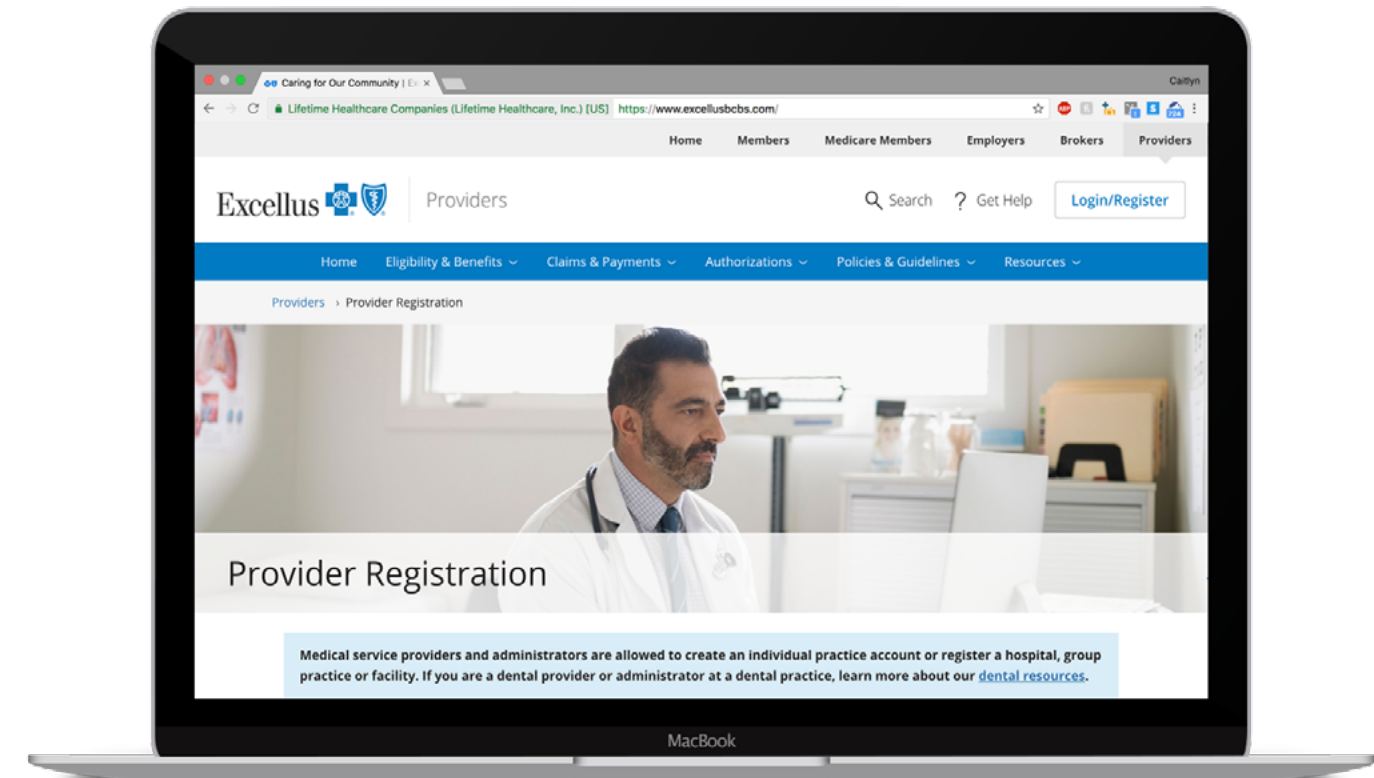 Caring for Our Community | Ex
Caitlyn
Lifetime Healthcare Companies (Lifetime Healthcare, Inc.) [US] https://www.excellusbcbs.com/
ABP
724
Home Members Medicare Members Employers Brokers Providers
Excellus Providers Search ? Get Help Login/Register
Home Eligibility & Benefits Claims & Payments Authorizations Policies & Guidelines Resources
Providers › Provider Registration
Provider Registration
Medical service providers and administrators are allowed to create an individual practice account or register a hospital, group
practice or facility. If you are a dental provider or administrator at a dental practice, learn more about our dental resources.
MacBook